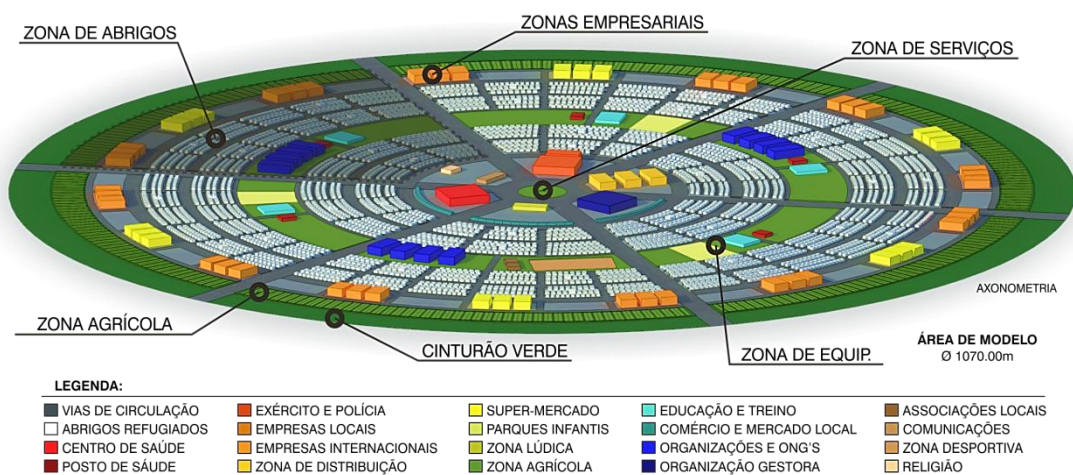 ZONAS EMPRESARIAIS
ZONA DE ABRIGOS
ZONA DE SERVIÇOS
AXONOMETRIA
ZONA AGRÍCOLA
CINTURÃO VERDE
ZONA DE EQUIP.
ÁREA DE MODELO
Ø 1070.00m
LEGENDA:
VIAS DE CIRCULAÇÃO
ABRIGOS REFUGIADOS
CENTRO DE SAÚDE
POSTO DE SÁUDE
EXÉRCITO E POLÍCIA
EMPRESAS LOCAIS
EMPRESAS INTERNACIONAIS
ZONA DE DISTRIBUIÇÃO
SUPER-MERCADO
PARQUES INFANTIS
ZONA LÚDICA
ZONA AGRÍCOLA
EDUCAÇÃO E TREINO
COMÉRCIO E MERCADO LOCAL
ORGANIZAÇÕES E ONG'S
ORGANIZAÇÃO GESTORA
ASSOCIAÇÕES LOCAIS
COMUNICAÇÕES
ZONA DESPORTIVA
RELIGIÃO